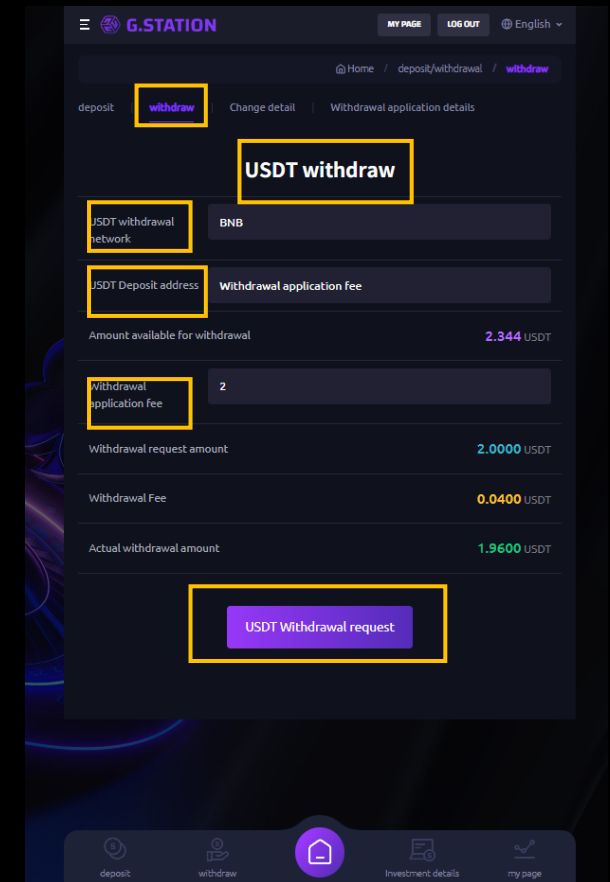 G.STATION
MY PAGE
LOG OUT
English
Home / deposit/withdrawal / withdraw
deposit | withdraw | Change detail | Withdrawal application details
USDT withdraw
USDT withdrawal
network
BNB
USDT Deposit address
Withdrawal application fee
Amount available for withdrawal
2.344 USDT
Withdrawal
application fee
2
Withdrawal request amount
2.0000 USDT
Withdrawal Fee
0.0400 USDT
Actual withdrawal amount
1.9600 USDT
USDT Withdrawal request
deposit
withdraw
Investment details
my page